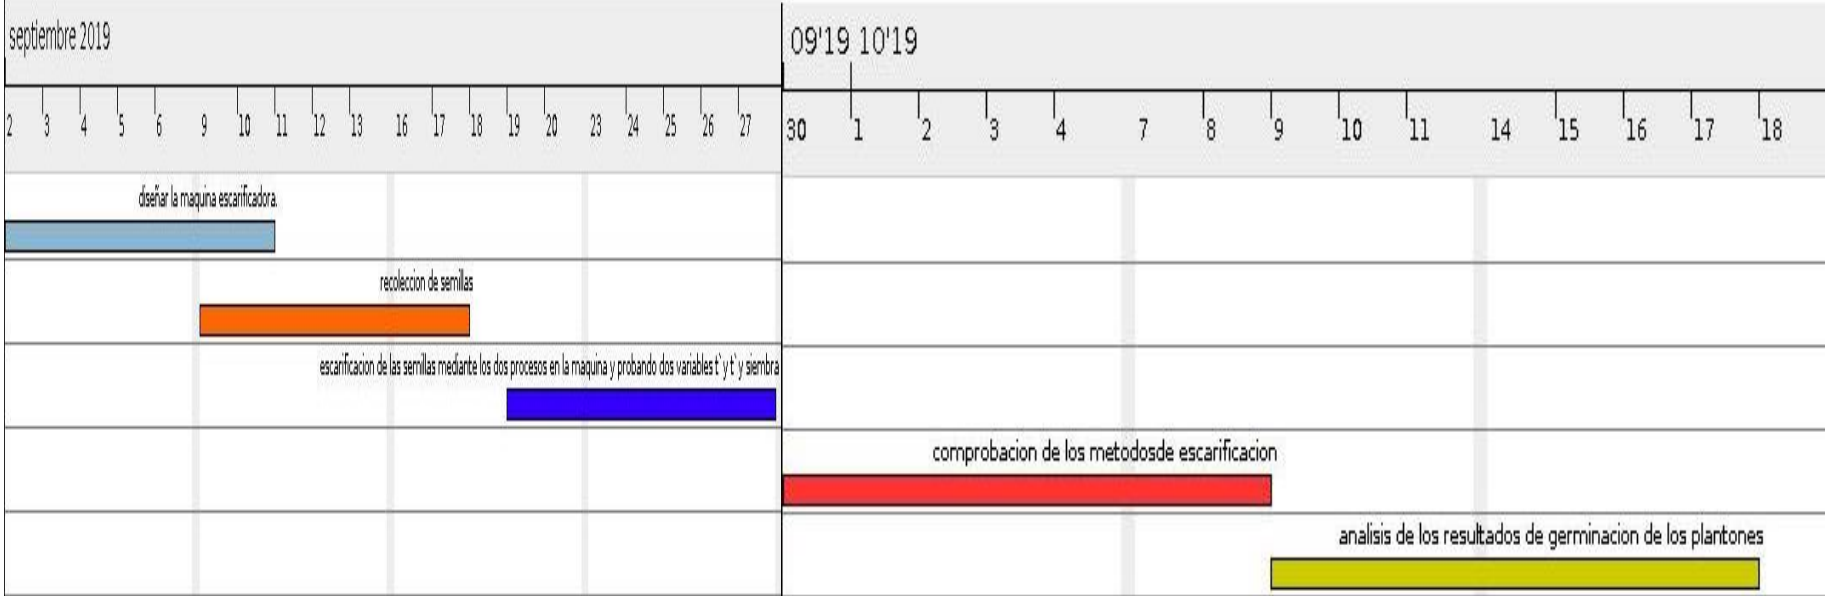 septiembre 2019
2 3 4 5 6 9 10 11 12 13 16 17 18 19 20 23 24 25 26 27
diseñar la maquina escarificadora.
recoleccion de semillas
escarificacion de las semillas mediante los dos procesos en la maquina y probando dos variables t` y t` y siembra
09'19 10'19
30 1 2 3 4 7 8 9 10 11 14 15 16 17 18
comprobacion de los metodosde escarificacion
analisis de los resultados de germinacion de los plantones